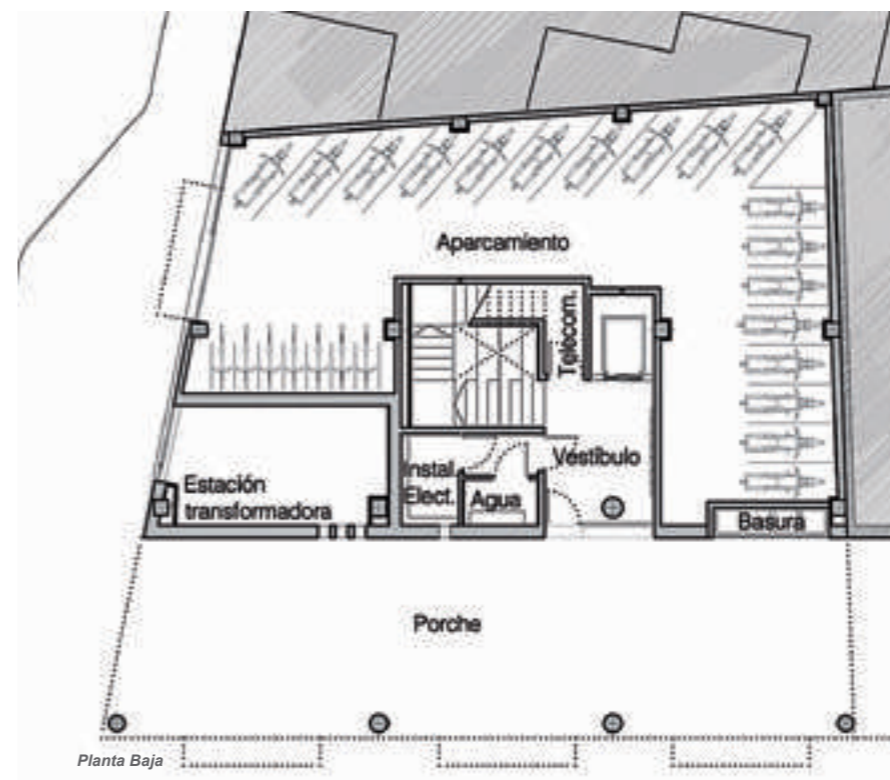 Aparcamiento
Telecom.
Vestíbulo
Instal.
Elect.
Agua
Estación
transformadora
Basura
Porche
Planta Baja